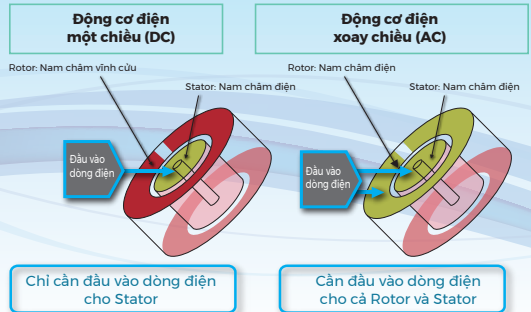 Động cơ điện
một chiều (DC)
Rotor: Nam châm vĩnh cửu
Stator: Nam châm điện
Đầu vào
dòng điện
Chỉ cần đầu vào dòng điện
cho Stator
Động cơ điện
xoay chiều (AC)
Rotor: Nam châm điện
Stator: Nam châm điện
Đầu vào
dòng điện
Cần đầu vào dòng điện
cho cả Rotor và Stator